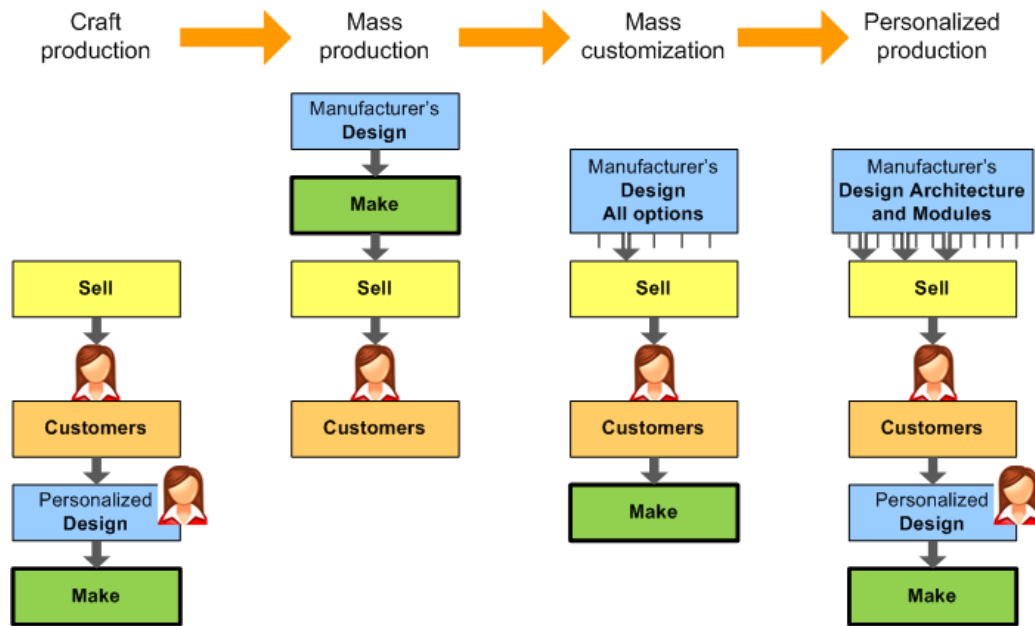 Craft
production
Mass
production
Mass
customization
Personalized
production
Sell
Customers
Personalized
Design
Make
Manufacturer's
Design
Make
Sell
Customers
Manufacturer's
Design
All options
Sell
Customers
Make
Manufacturer's
Design Architecture
and Modules
Sell
Customers
Personalized
Design
Make